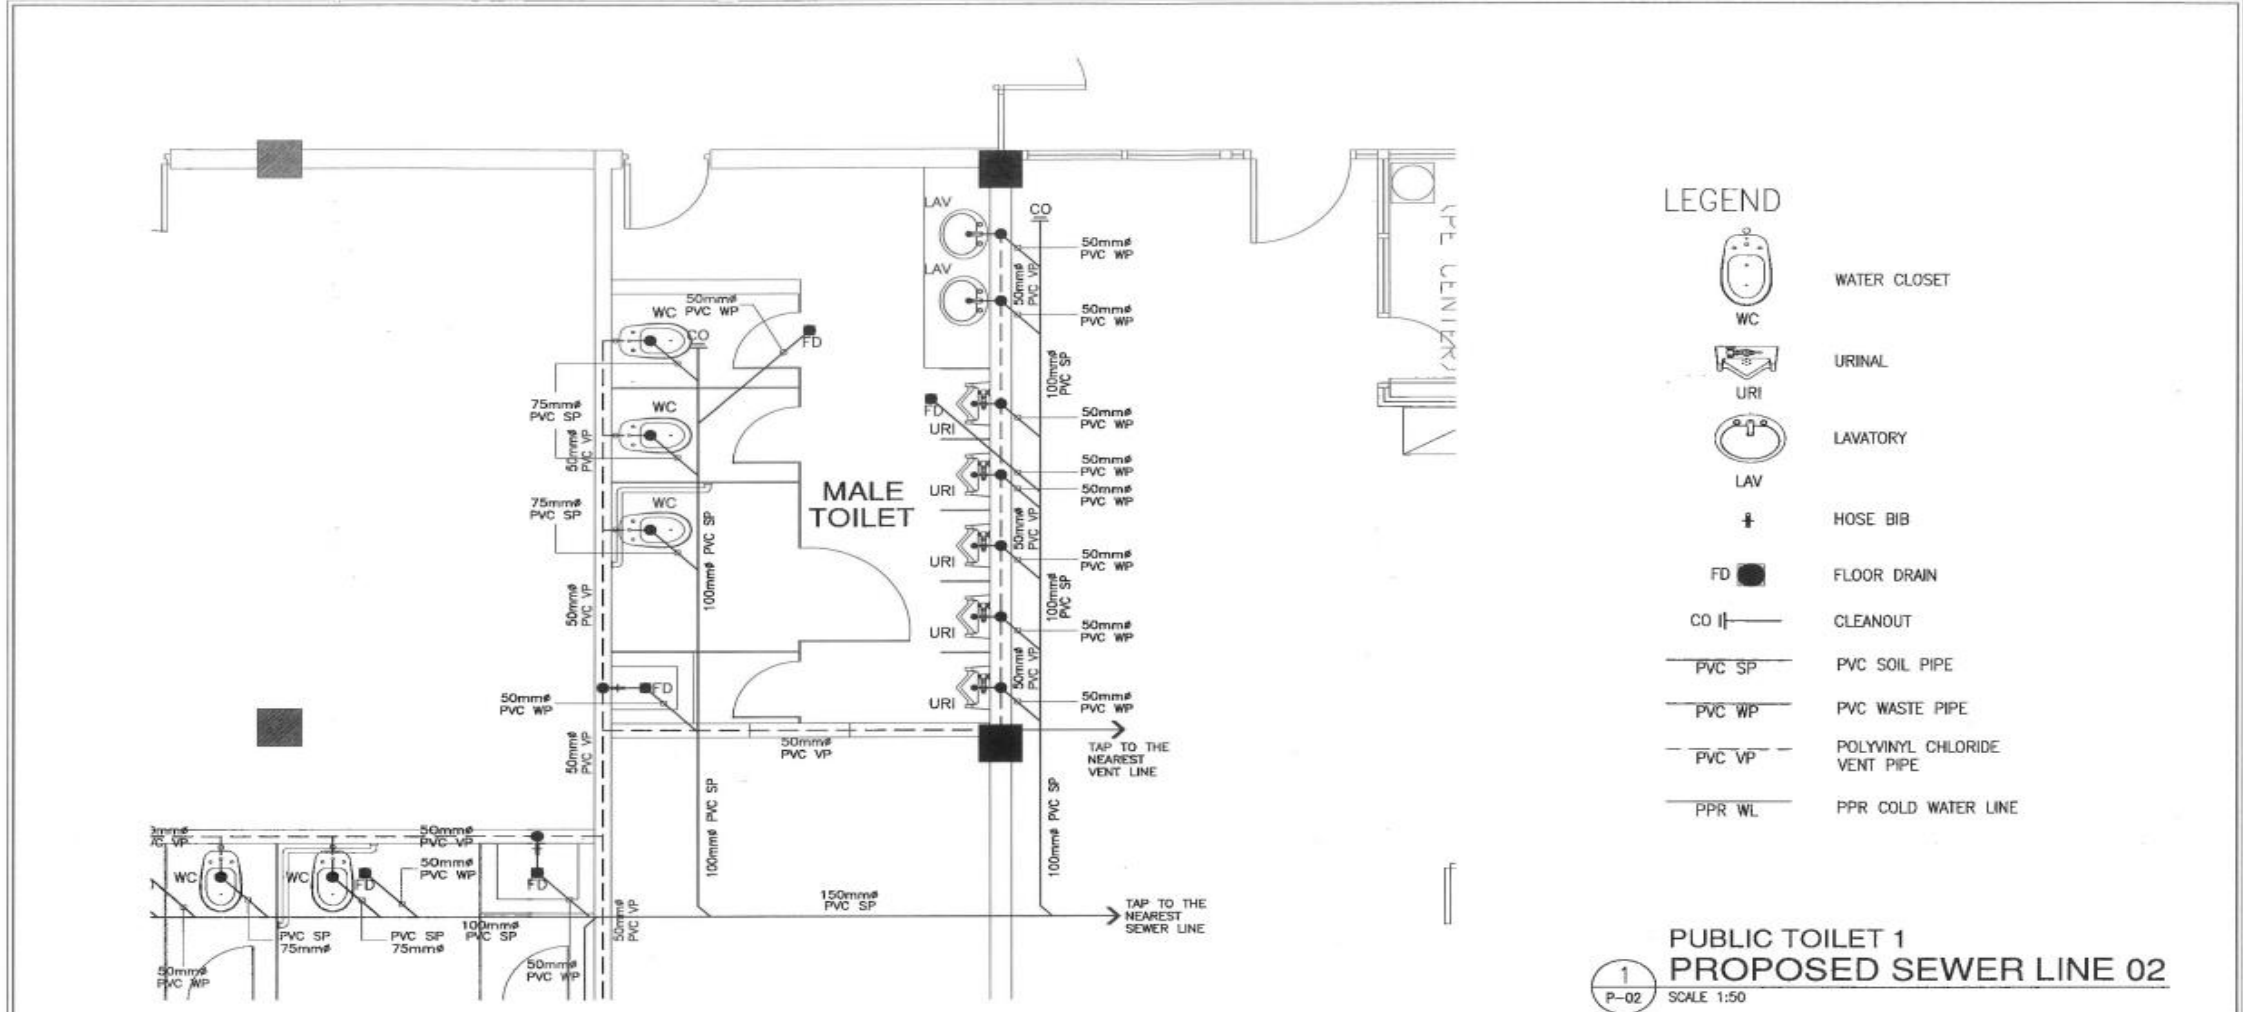 LAV
CO
50mmø
PVC WP
LAV
50mmø
PVC VP
50mmø
PVC WP
50mmø
PVC WP
WC
CO
FD
100mmø
PVC SP
75mmø
PVC SP
WC
50mmø
PVC VP
FD
URI
50mmø
PVC WP
50mmø
PVC WP
50mmø
PVC WP
75mmø
PVC SP
WC
MALE
TOILET
URI
50mmø
PVC VP
100mmø PVC SP
URI
50mmø
PVC WP
50mmø
PVC VP
100mmø
PVC SP
URI
50mmø
PVC WP
50mmø
PVC WP
FD
50mmø
PVC VP
URI
50mmø
PVC WP
50mmø
PVC VP
50mmø
PVC VP
TAP TO THE
NEAREST
VENT LINE
100mmø PVC SP
100mmø PVC SP
50mmø
PVC VP
WC
WC
FD
50mmø
PVC WP
FD
150mmø
PVC SP
TAP TO THE
NEAREST
SEWER LINE
PVC SP
75mmø
PVC SP
75mmø
100mmø
PVC SP
50mmø
PVC VP
50mmø
PVC WP
50mmø
PVC WP
LEGEND
WC
WATER CLOSET
URI
URINAL
LAV
LAVATORY
HOSE BIB
FD
FLOOR DRAIN
CO
CLEANOUT
PVC SP
PVC SOIL PIPE
PVC WP
PVC WASTE PIPE
PVC VP
POLYVINYL CHLORIDE
VENT PIPE
PPR WL
PPR COLD WATER LINE
1
P-02
PUBLIC TOILET 1
PROPOSED SEWER LINE 02
SCALE 1:50